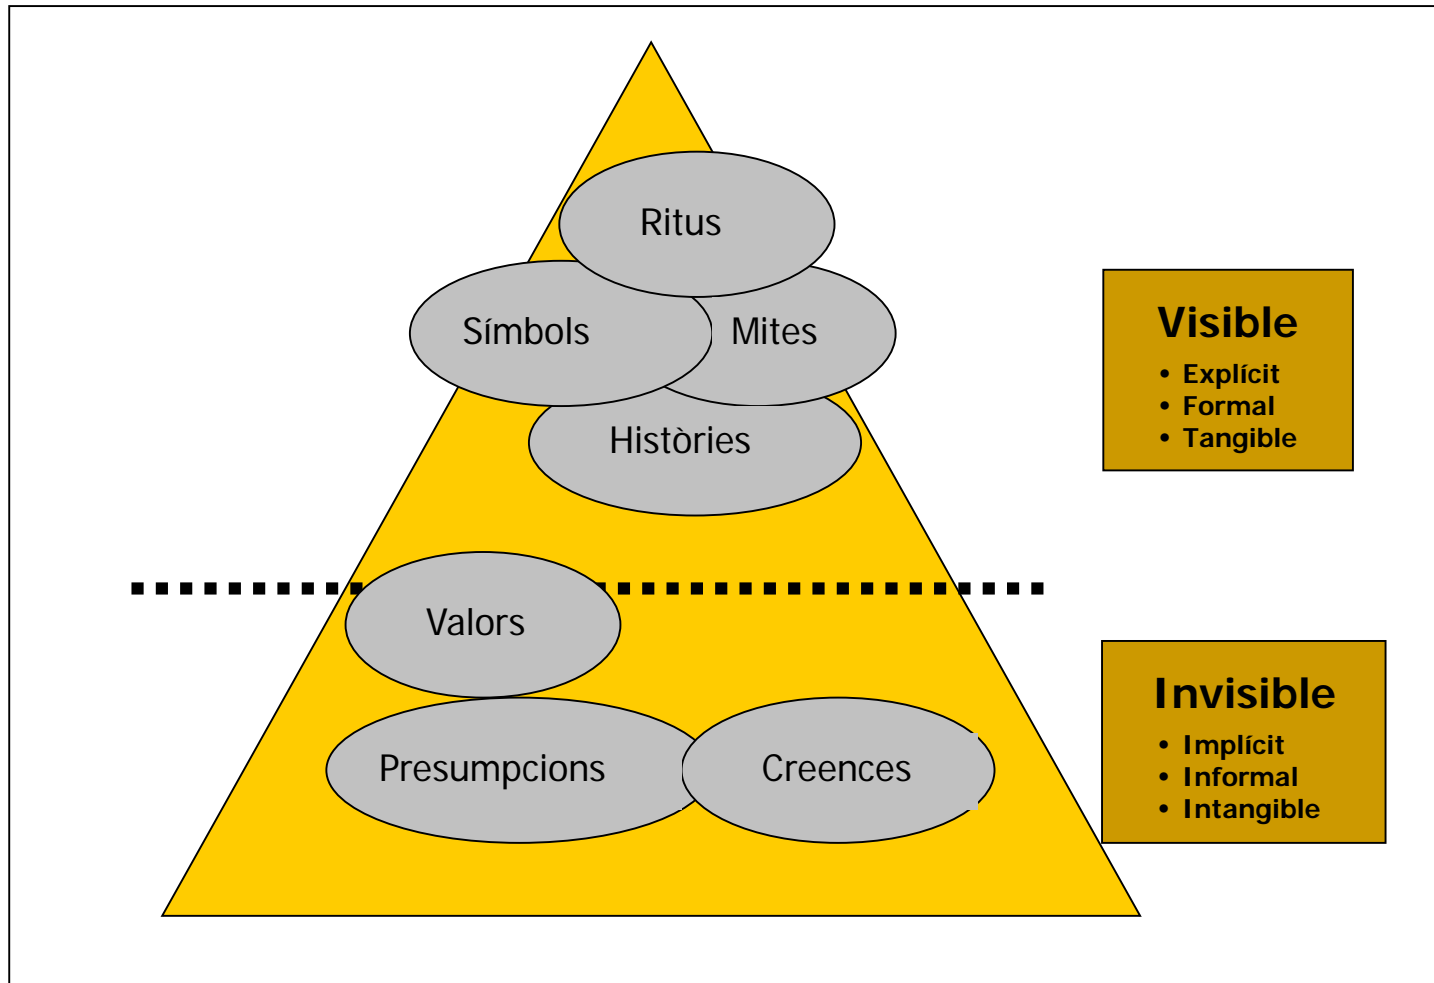 Ritus
Símbols
Mites
Històries
Visible
• Explícit
• Formal
• Tangible
Valors
Presumpcions
Creences
Invisible
• Implícit
• Informal
• Intangible